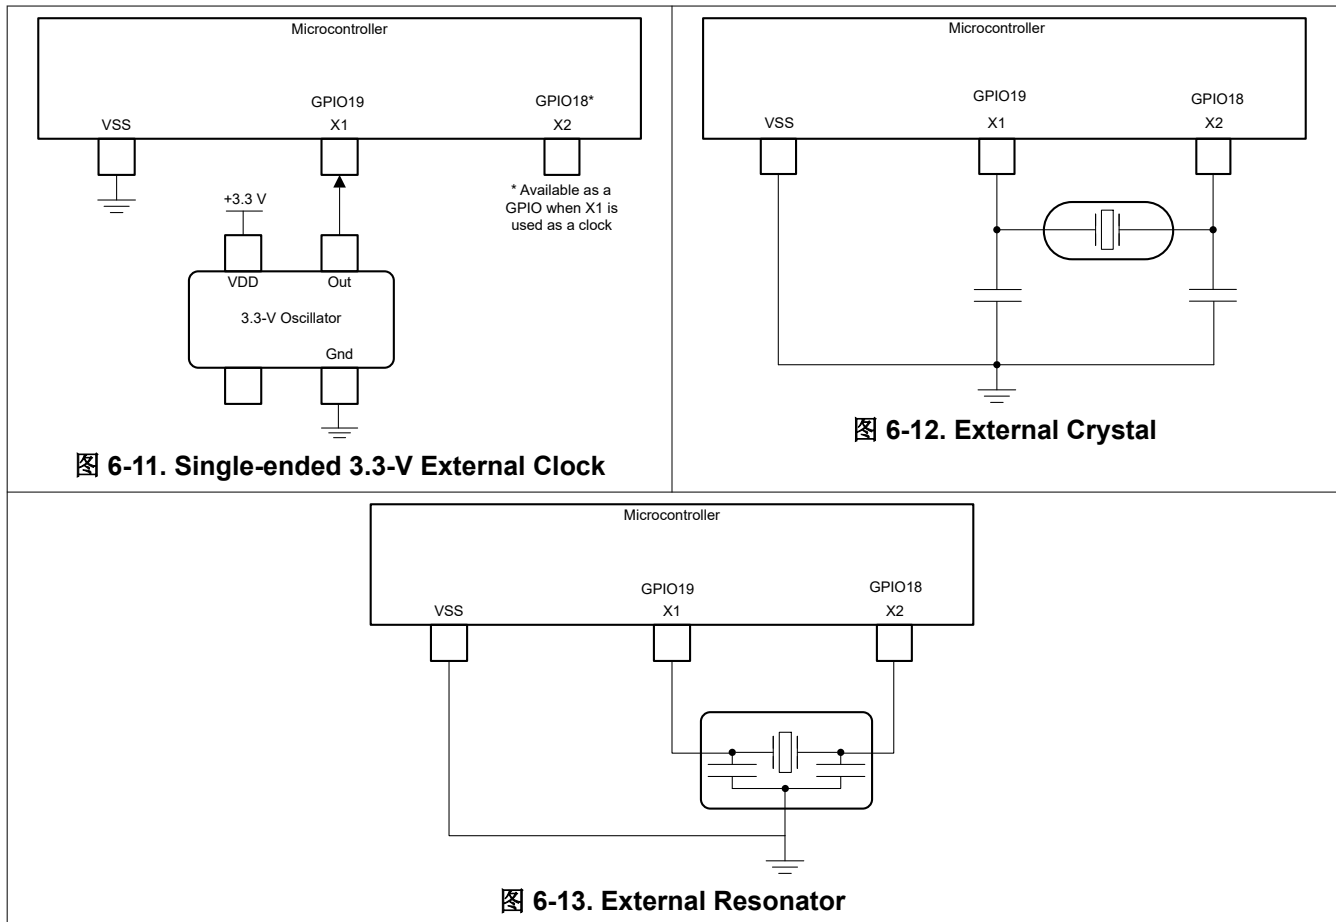 Microcontroller
GPIO19
GPIO18*
VSS
X1
X2
+3.3 V
* Available as a
GPIO when X1 is
used as a clock
VDD
Out
3.3-V Oscillator
Gnd
图 6-11. Single-ended 3.3-V External Clock
Microcontroller
GPIO19
GPIO18
VSS
X1
X2
图 6-12. External Crystal
Microcontroller
GPIO19
GPIO18
VSS
X1
X2
图 6-13. External Resonator